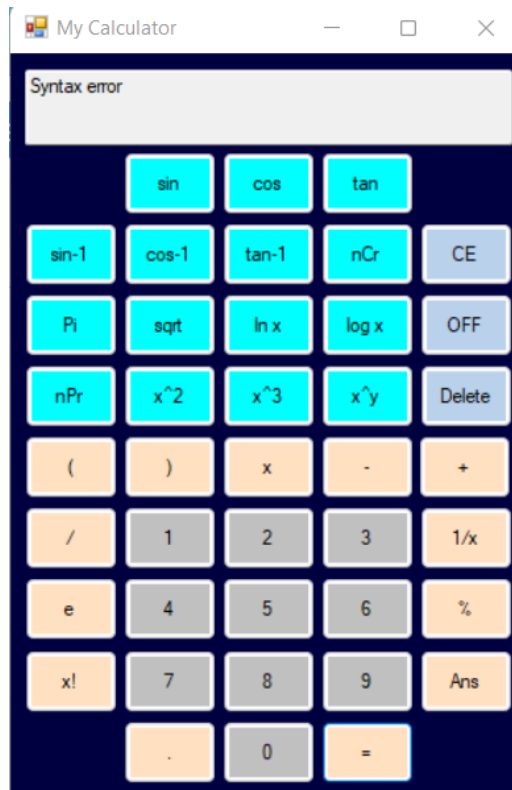 My Calculator
Syntax error
sin cos tan
sin-1 cos-1 tan-1 nCr CE
Pi sqrt ln x log x OFF
nPr x^2 x^3 x^y Delete
( ) x - +
/ 1 2 3 1/x
e 4 5 6 %
x! 7 8 9 Ans
. 0 =